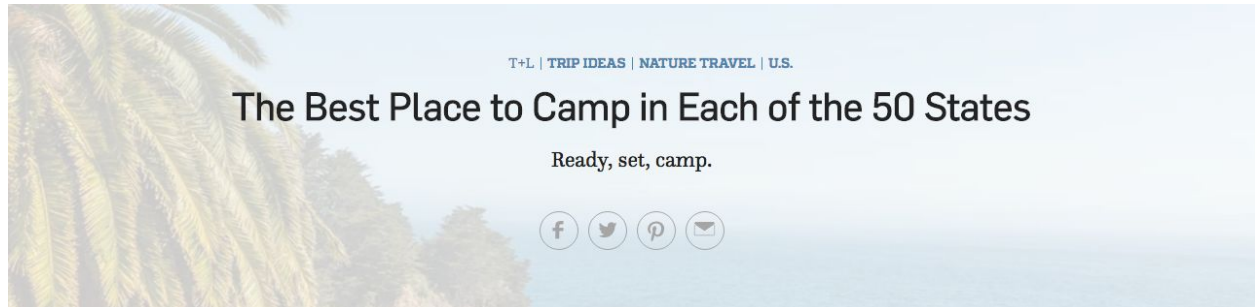 T+L | TRIP IDEAS | NATURE TRAVEL | U.S.
The Best Place to Camp in Each of the 50 States
Ready, set, camp.